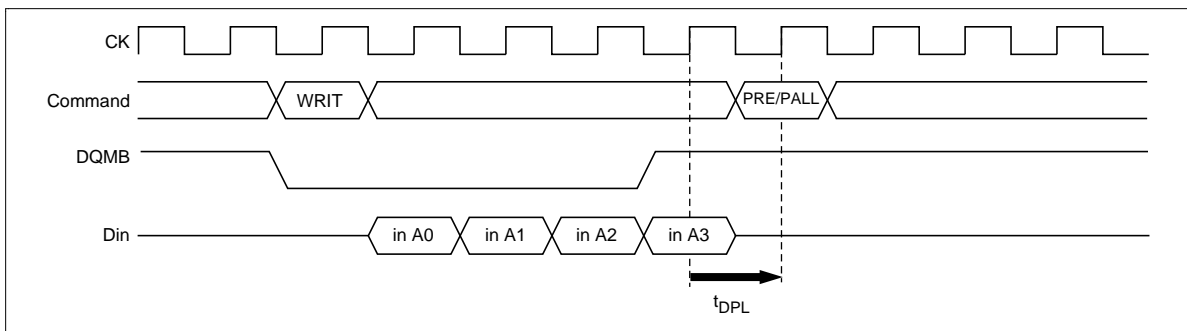 CK
Command
WRIT
PRE/PALL
DQMB
Din
in A0
in A1
in A2
in A3
tDPL